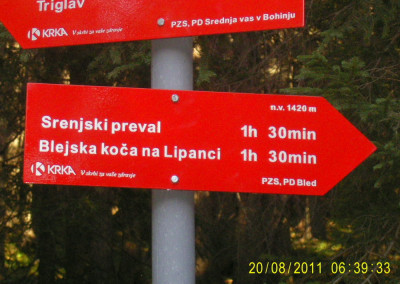 Triglav
KRKA V skrbi za vaše zdravje
PZS, PD Srednja vas v Bohinju
n.v. 1420 m
Srenjski preval 1h 30min
Blejska koča na Lipanci 1h 30min
KRKA V skrbi za vaše zdravje
PZS, PD Bled
20/08/2011 06:39:33